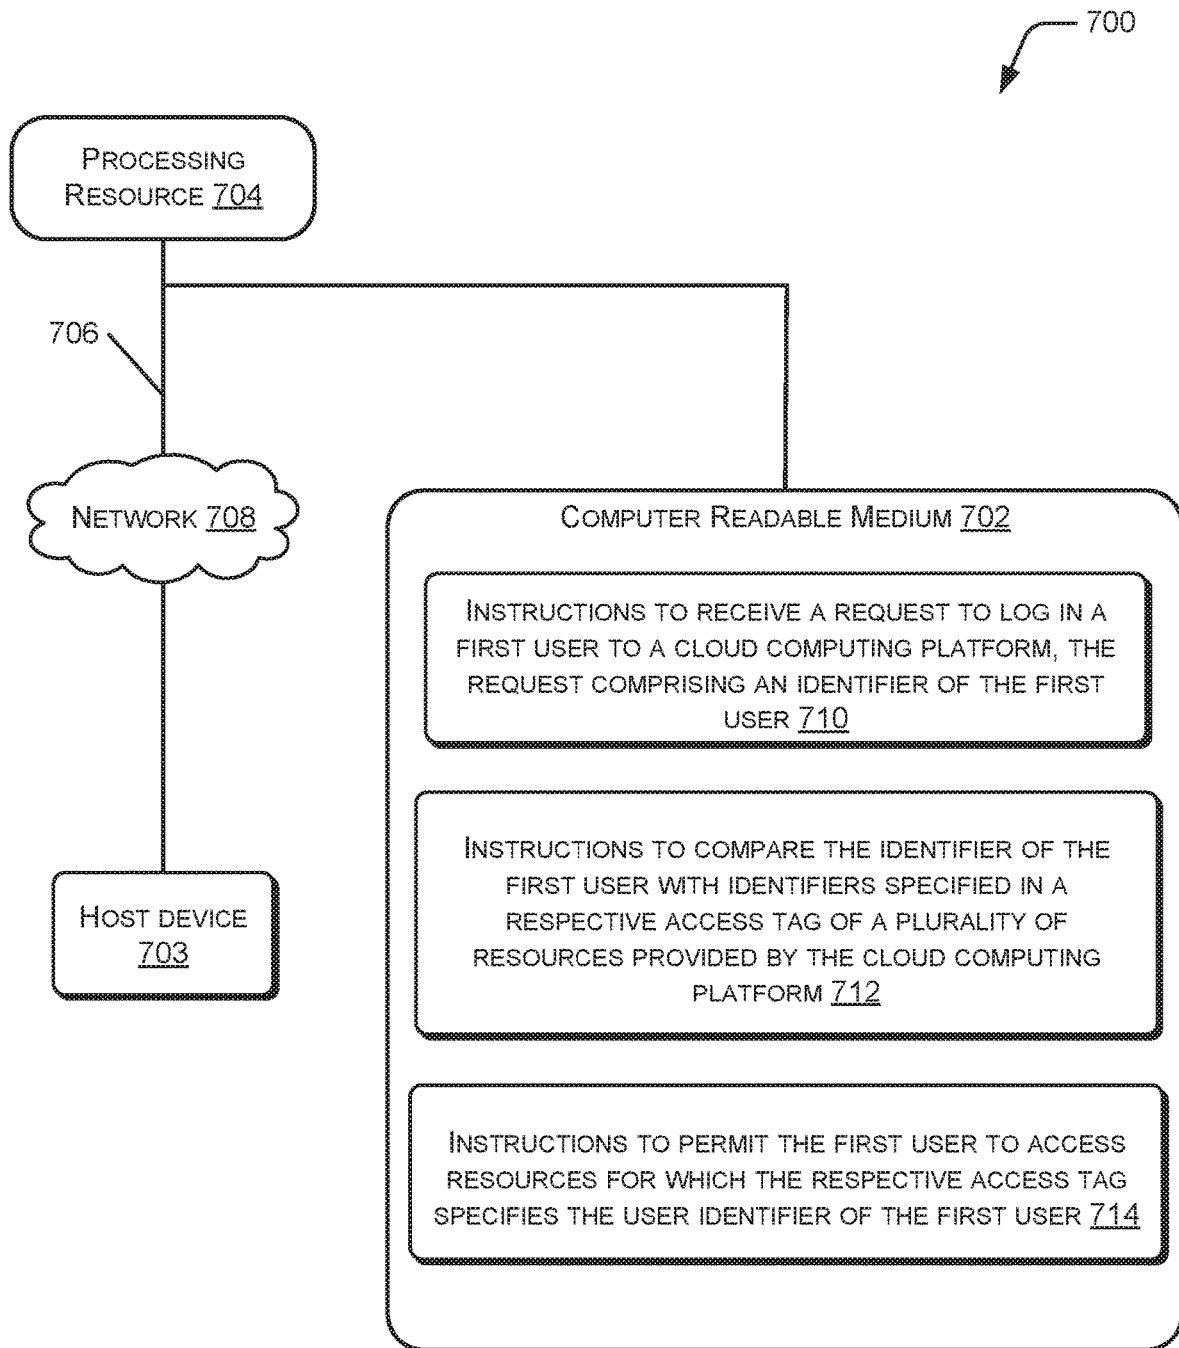 700
PROCESSING
RESOURCE 704
706
NETWORK 708
COMPUTER READABLE MEDIUM 702
INSTRUCTIONS TO RECEIVE A REQUEST TO LOG IN A
FIRST USER TO A CLOUD COMPUTING PLATFORM, THE
REQUEST COMPRISING AN IDENTIFIER OF THE FIRST
USER 710
INSTRUCTIONS TO COMPARE THE IDENTIFIER OF THE
FIRST USER WITH IDENTIFIERS SPECIFIED IN A
RESPECTIVE ACCESS TAG OF A PLURALITY OF
RESOURCES PROVIDED BY THE CLOUD COMPUTING
PLATFORM 712
HOST DEVICE
703
INSTRUCTIONS TO PERMIT THE FIRST USER TO ACCESS
RESOURCES FOR WHICH THE RESPECTIVE ACCESS TAG
SPECIFIES THE USER IDENTIFIER OF THE FIRST USER 714